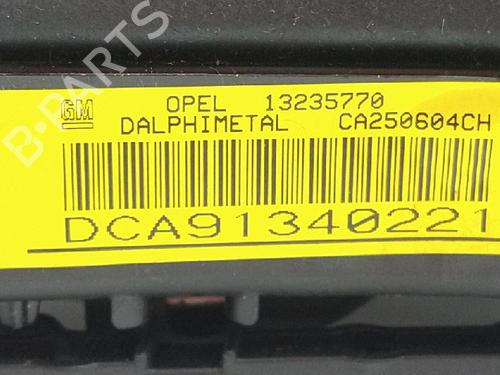 B-PARTS
GM OPEL 13235770
DALPHIMETAL CA250604CH
DCA91340221